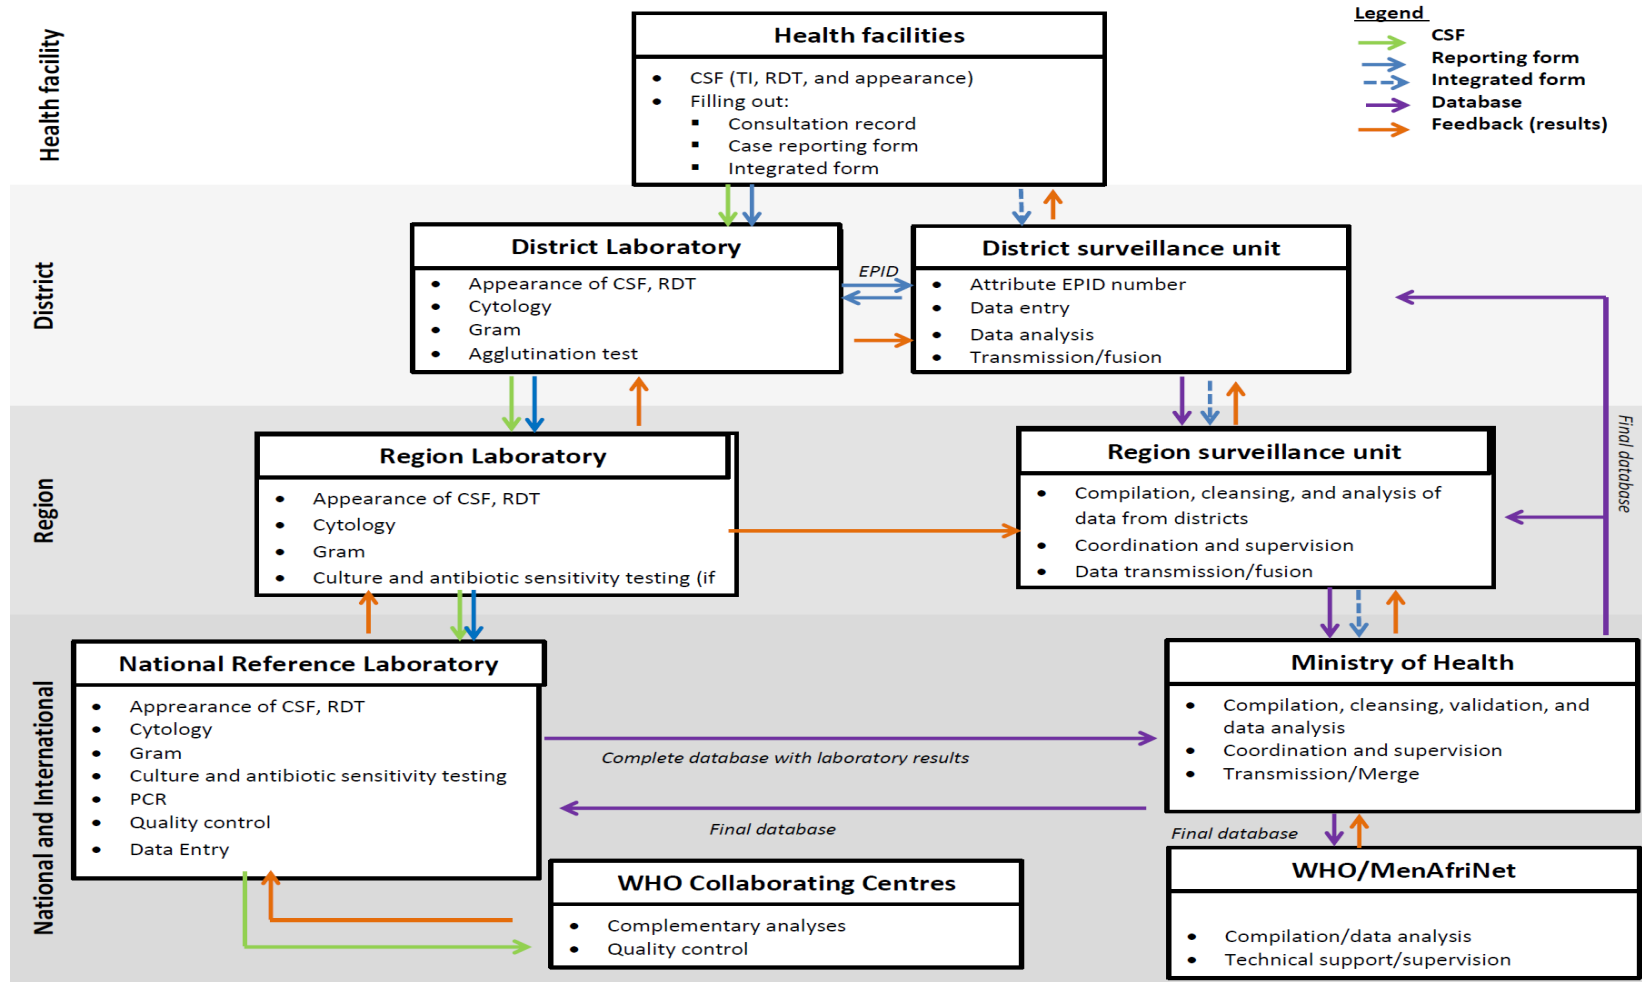 Health facility
Health facilities
• CSF (TI, RDT, and appearance)
• Filling out:
▪ Consultation record
▪ Case reporting form
▪ Integrated form
Legend
CSF
Reporting form
Integrated form
Database
Feedback (results)
District
District Laboratory
• Appearance of CSF, RDT
• Cytology
• Gram
• Agglutination test
EPID
District surveillance unit
• Attribute EPID number
• Data entry
• Data analysis
• Transmission/fusion
Region
Region Laboratory
• Appearance of CSF, RDT
• Cytology
• Gram
• Culture and antibiotic sensitivity testing (if
Region surveillance unit
• Compilation, cleansing, and analysis of
data from districts
• Coordination and supervision
• Data transmission/fusion
Final database
National and International
National Reference Laboratory
• Apprearance of CSF, RDT
• Cytology
• Gram
• Culture and antibiotic sensitivity testing
• PCR
• Quality control
• Data Entry
Complete database with laboratory results
Final database
Ministry of Health
• Compilation, cleansing, validation, and
data analysis
• Coordination and supervision
• Transmission/Merge
Final database
WHO Collaborating Centres
• Complementary analyses
• Quality control
WHO/MenAfriNet
• Compilation/data analysis
• Technical support/supervision